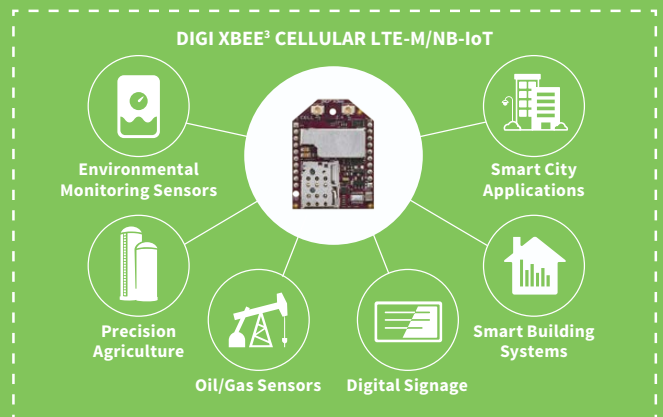 DIGI XBEE³ CELLULAR LTE-M/NB-IoT
Environmental
Monitoring Sensors
Smart City
Applications
Precision
Agriculture
Smart Building
Systems
Oil/Gas Sensors
Digital Signage